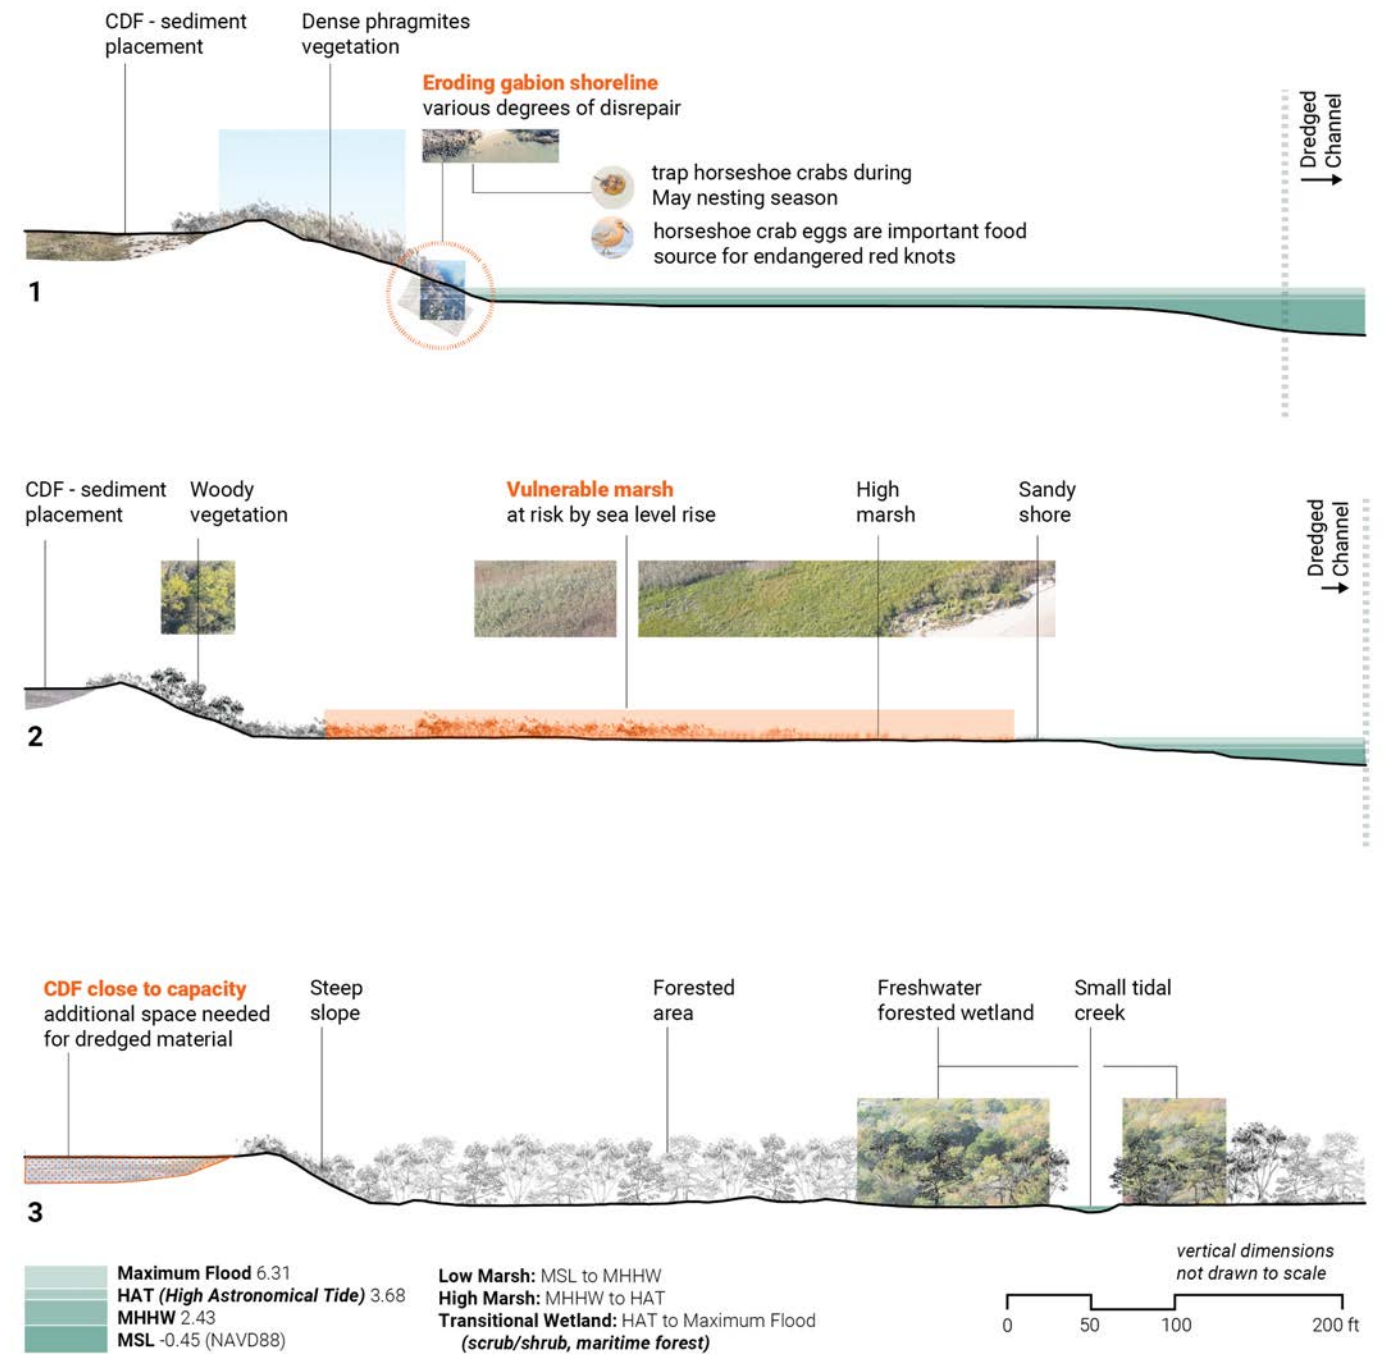 CDF - sediment
placement
Dense phragmites
vegetation
Eroding gabion shoreline
various degrees of disrepair
trap horseshoe crabs during
May nesting season
horseshoe crab eggs are important food
source for endangered red knots
Dredged
Channel
1
CDF - sediment
placement
Woody
vegetation
Vulnerable marsh
at risk by sea level rise
High
marsh
Sandy
shore
Dredged
Channel
2
CDF close to capacity
additional space needed
for dredged material
Steep
slope
Forested
area
Freshwater
forested wetland
Small tidal
creek
3
Maximum Flood 6.31
HAT (High Astronomical Tide) 3.68
MHHW 2.43
MSL -0.45 (NAVD88)
Low Marsh: MSL to MHHW
High Marsh: MHHW to HAT
Transitional Wetland: HAT to Maximum Flood
(scrub/shrub, maritime forest)
vertical dimensions
not drawn to scale
0 50 100 200 ft